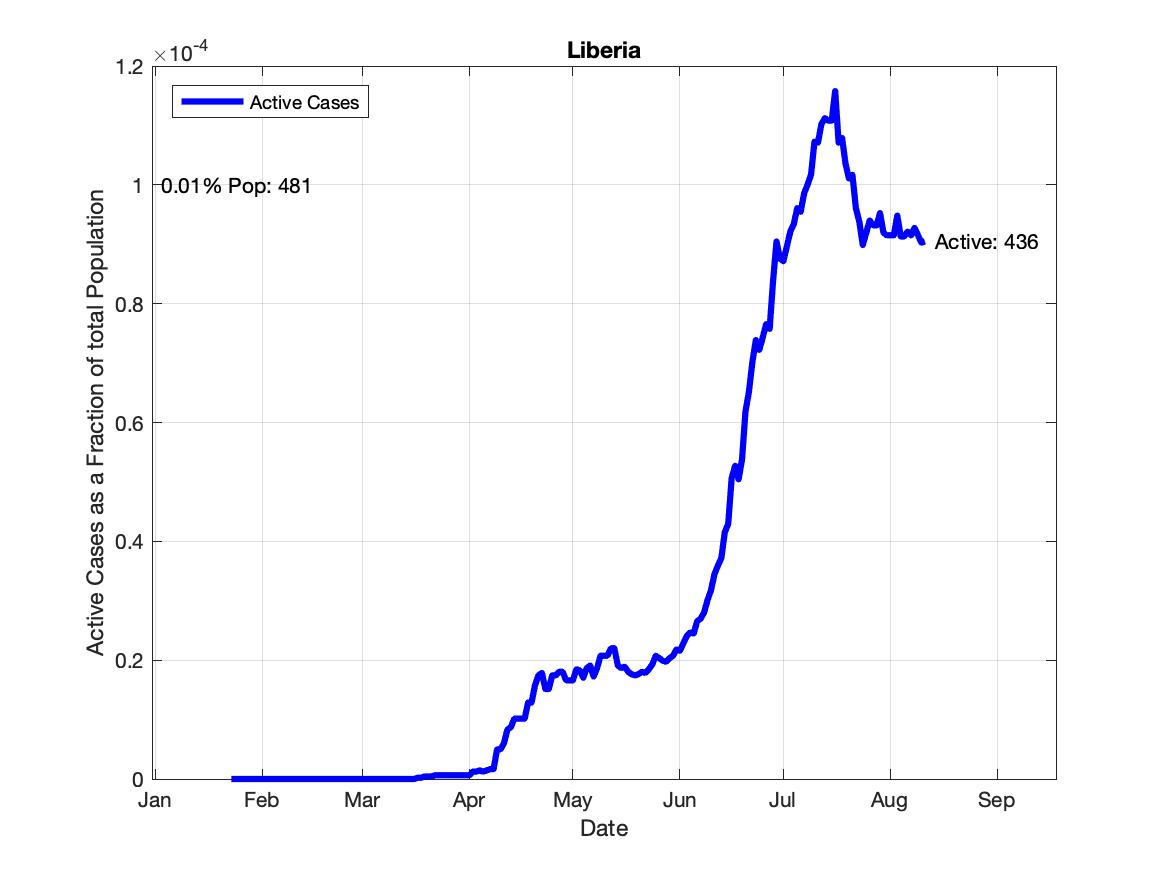 Liberia
×10^-4
1.2
1
0.8
0.6
0.4
0.2
0
Active Cases
0.01% Pop: 481
Active: 436
Active Cases as a Fraction of total Population
Jan Feb Mar Apr May Jun Jul Aug Sep
Date